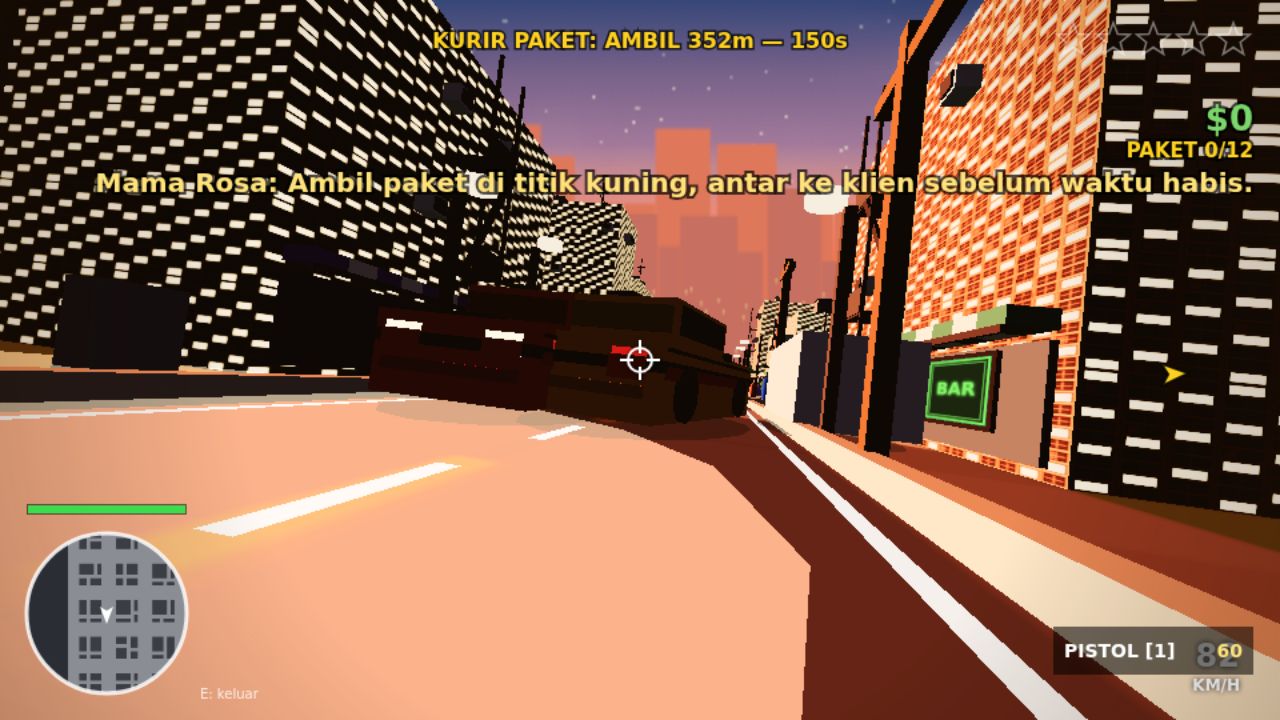 KURIR PAKET: AMBIL 352m — 150s
$0
PAKET 0/12
Mama Rosa: Ambil paket di titik kuning, antar ke klien sebelum waktu habis.
BAR
PISTOL [1] 60
82
KM/H
E: keluar